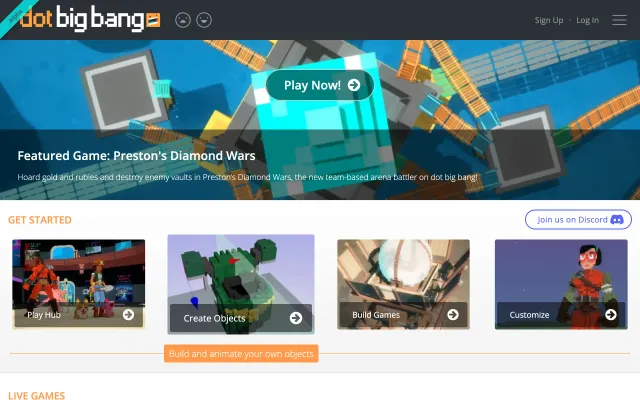 Alpha
dot big bang
Sign Up · Log In
Play Now!
Featured Game: Preston's Diamond Wars
Hoard gold and rubies and destroy enemy vaults in Preston's Diamond Wars, the new team-based arena battler on dot big bang!
GET STARTED
Join us on Discord
Play Hub
Create Objects
Build Games
Customize
Build and animate your own objects
LIVE GAMES